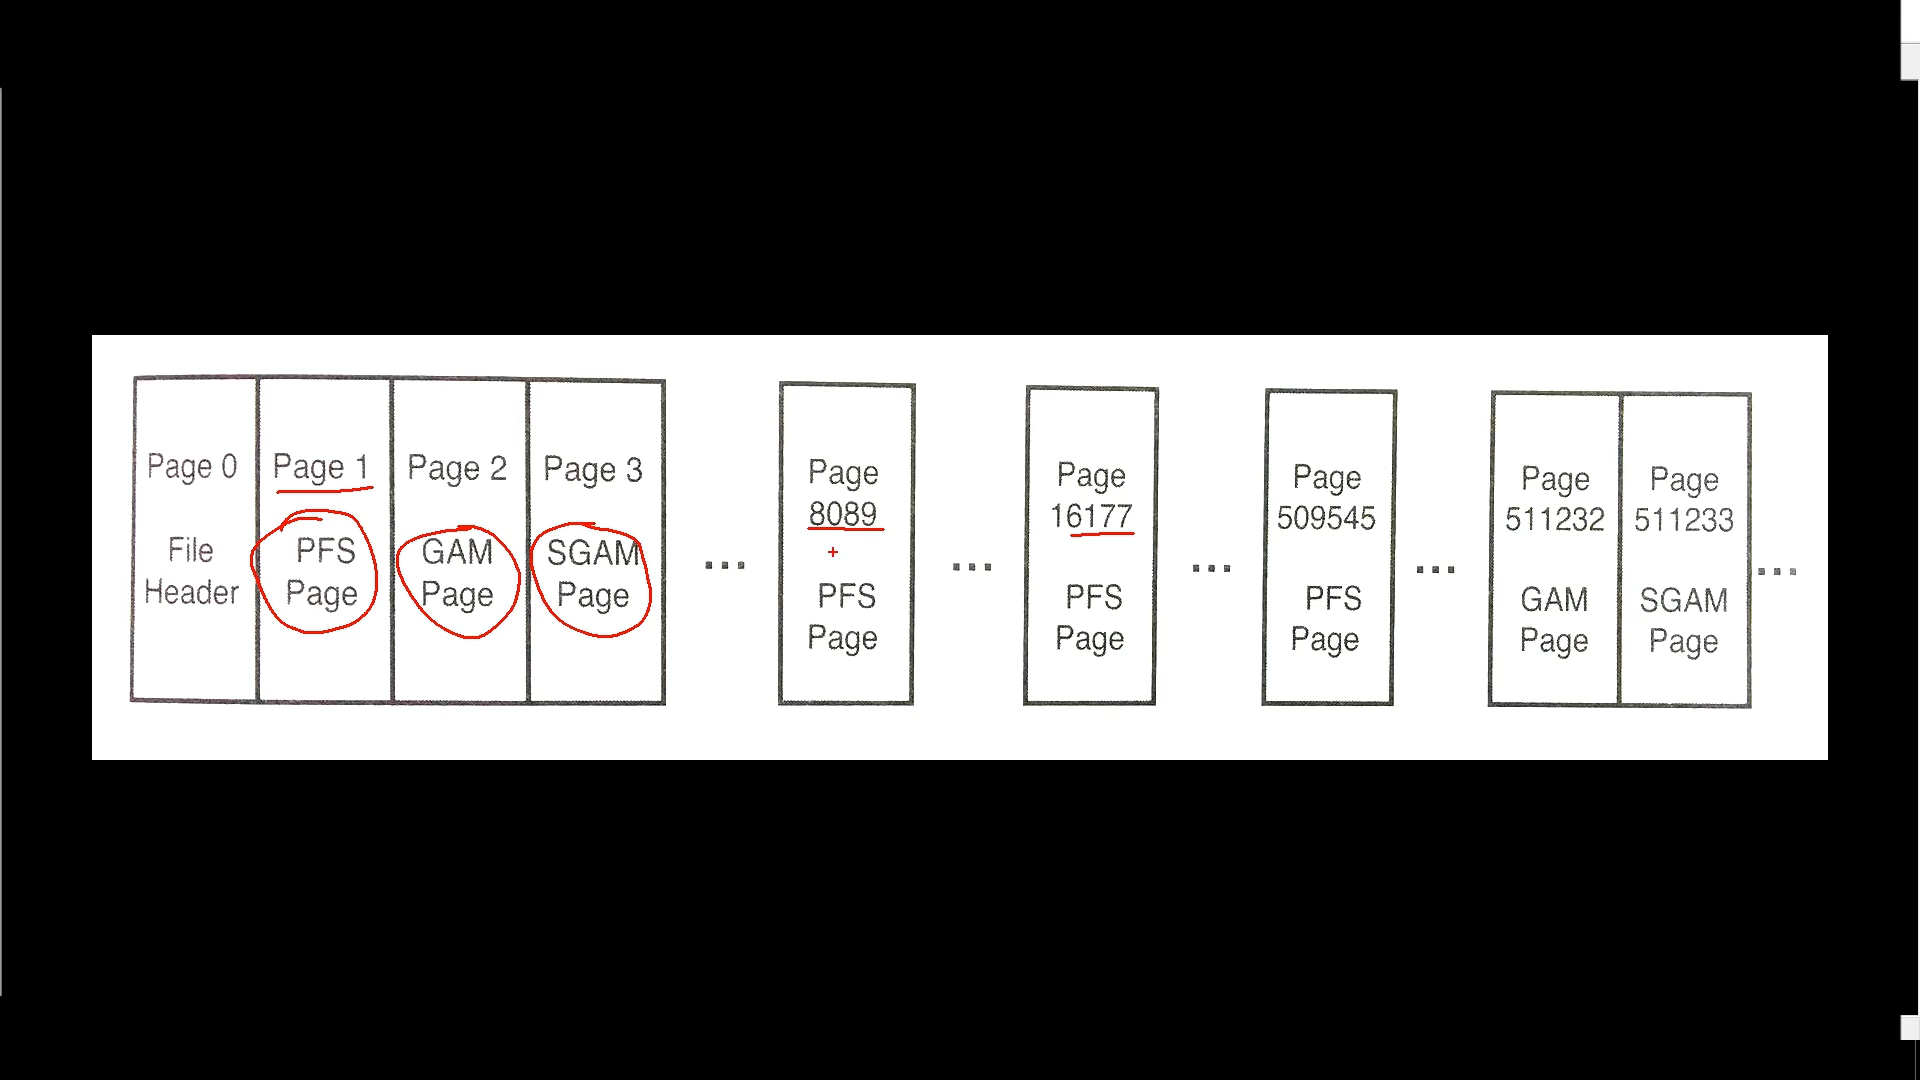 Page 0
File
Header
Page 1
PFS
Page
Page 2
GAM
Page
Page 3
SGAM
Page
...
Page
8089
PFS
Page
...
Page
16177
PFS
Page
...
Page
509545
PFS
Page
...
Page
511232
GAM
Page
Page
511233
SGAM
Page
...